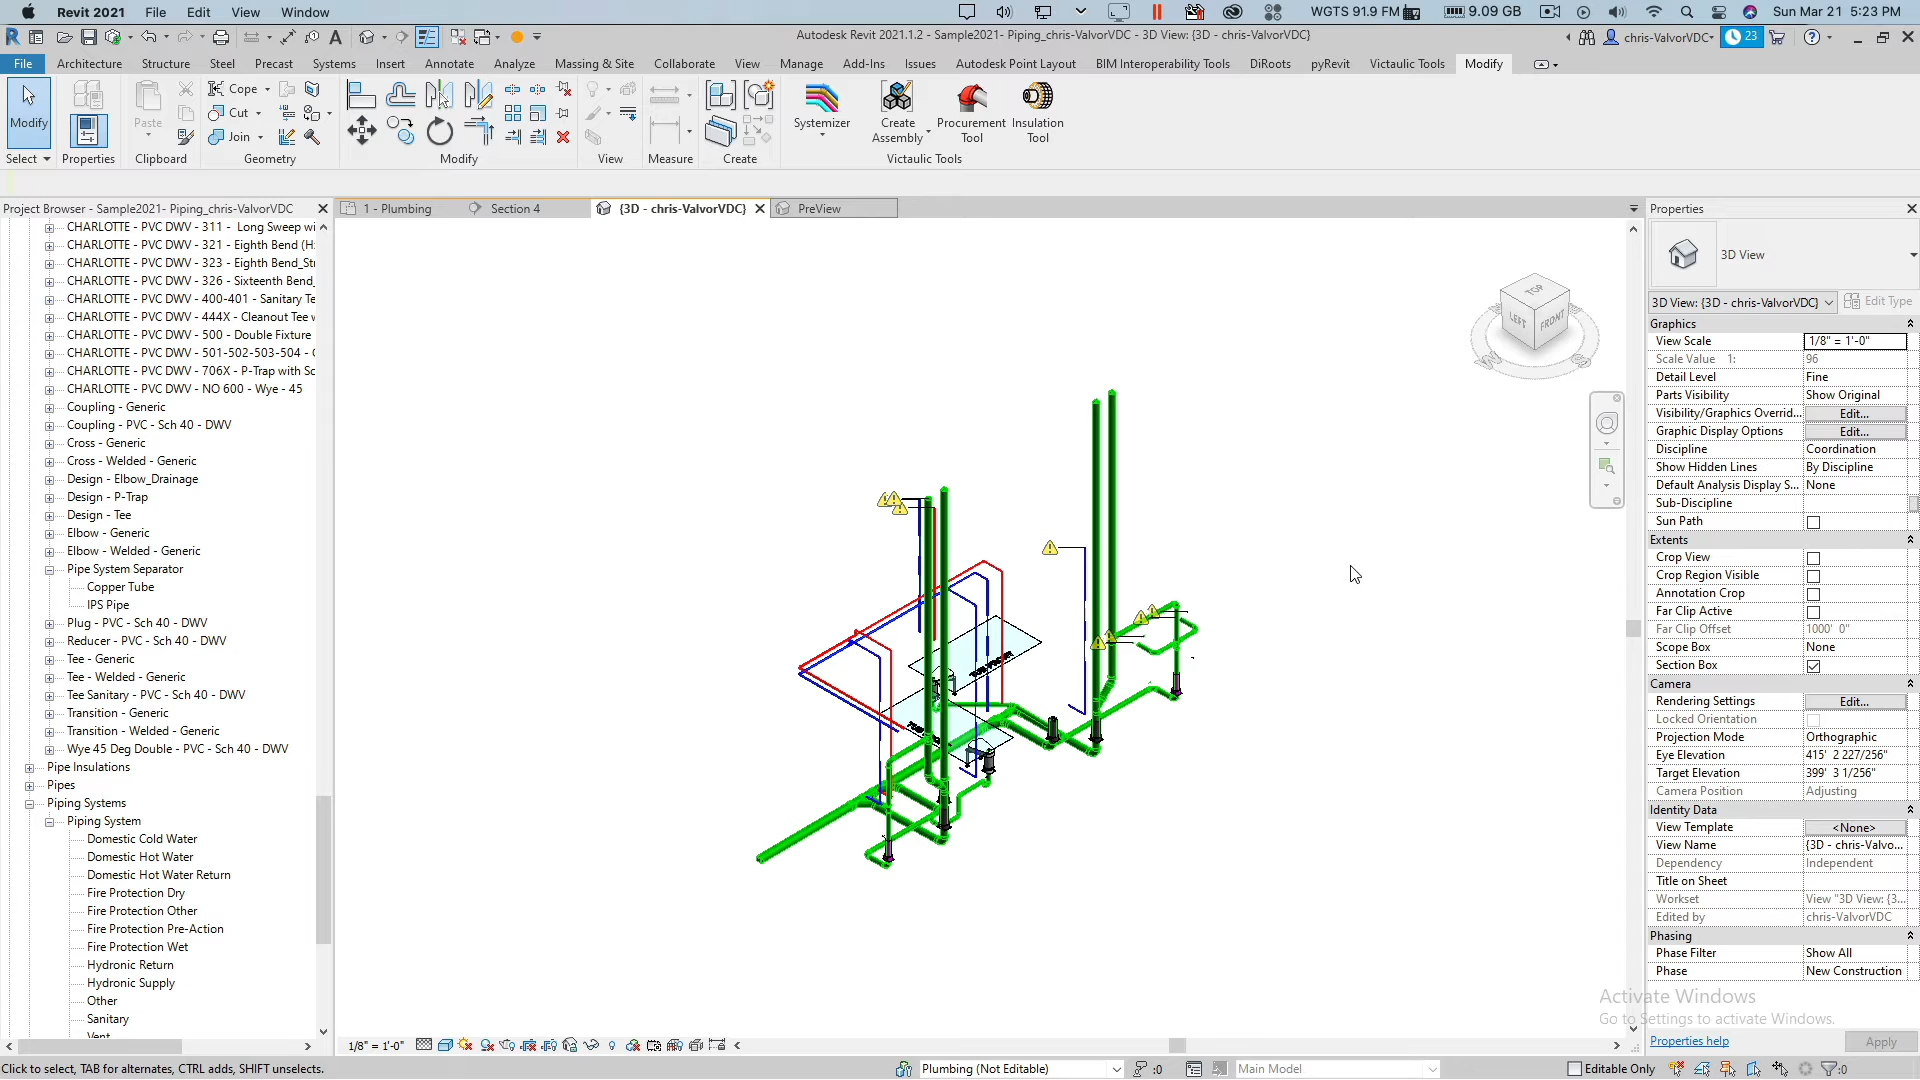 Revit 2021 File Edit View Window WGTS 91.9 FM 9.09 GB Sun Mar 21 5:23 PM
Autodesk Revit 2021.1.2 - Sample2021- Piping_chris-ValvorVDC - 3D View: {3D - chris-ValvorVDC} chris-ValvorVDC 23
File Architecture Structure Steel Precast Systems Insert Annotate Analyze Massing & Site Collaborate View Manage Add-Ins Issues Autodesk Point Layout BIM Interoperability Tools DiRoots pyRevit Victaulic Tools Modify
Modify Paste Cope Systemizer Create Procurement Insulation
Cut Assembly Tool Tool
Join
Select Properties Clipboard Geometry Modify View Measure Create Victaulic Tools
Project Browser - Sample2021- Piping_chris-ValvorVDC
1 - Plumbing Section 4 {3D - chris-ValvorVDC} PreView
CHARLOTTE - PVC DWV - 311 - Long Sweep wi
CHARLOTTE - PVC DWV - 321 - Eighth Bend (H
CHARLOTTE - PVC DWV - 323 - Eighth Bend_St
CHARLOTTE - PVC DWV - 326 - Sixteenth Bend_
CHARLOTTE - PVC DWV - 400-401 - Sanitary Te
CHARLOTTE - PVC DWV - 444X - Cleanout Tee w
CHARLOTTE - PVC DWV - 500 - Double Fixture
CHARLOTTE - PVC DWV - 501-502-503-504 -
CHARLOTTE - PVC DWV - 706X - P-Trap with Sc
CHARLOTTE - PVC DWV - NO 600 - Wye - 45
Coupling - Generic
Coupling - PVC - Sch 40 - DWV
Cross - Generic
Cross - Welded - Generic
Design - Elbow_Drainage
Design - P-Trap
Design - Tee
Elbow - Generic
Elbow - Welded - Generic
Pipe System Separator
Copper Tube
IPS Pipe
Plug - PVC - Sch 40 - DWV
Reducer - PVC - Sch 40 - DWV
Tee - Generic
Tee - Welded - Generic
Tee Sanitary - PVC - Sch 40 - DWV
Transition - Generic
Transition - Welded - Generic
Wye 45 Deg Double - PVC - Sch 40 - DWV
Pipe Insulations
Pipes
Piping Systems
Piping System
Domestic Cold Water
Domestic Hot Water
Domestic Hot Water Return
Fire Protection Dry
Fire Protection Other
Fire Protection Pre-Action
Fire Protection Wet
Hydronic Return
Hydronic Supply
Other
Sanitary
Vent
TOP
LEFT FRONT
W S
Properties
3D View
3D View: {3D - chris-ValvorVDC} Edit Type
Graphics
View Scale 1/8" = 1'-0"
Scale Value 1: 96
Detail Level Fine
Parts Visibility Show Original
Visibility/Graphics Overrid... Edit...
Graphic Display Options Edit...
Discipline Coordination
Show Hidden Lines By Discipline
Default Analysis Display S... None
Sub-Discipline
Sun Path
Extents
Crop View
Crop Region Visible
Annotation Crop
Far Clip Active
Far Clip Offset 1000' 0"
Scope Box None
Section Box
Camera
Rendering Settings Edit...
Locked Orientation
Projection Mode Orthographic
Eye Elevation 415' 2 227/256"
Target Elevation 399' 3 1/256"
Camera Position Adjusting
Identity Data
View Template <None>
View Name {3D - chris-Valvo...
Dependency Independent
Title on Sheet
Workset View "3D View: {3...
Edited by chris-ValvorVDC
Phasing
Phase Filter Show All
Phase New Construction
Activate Windows
Go to Settings to activate Windows.
Properties help Apply
1/8" = 1'-0"
Click to select, TAB for alternates, CTRL adds, SHIFT unselects. Plumbing (Not Editable) :0 Main Model Editable Only :0